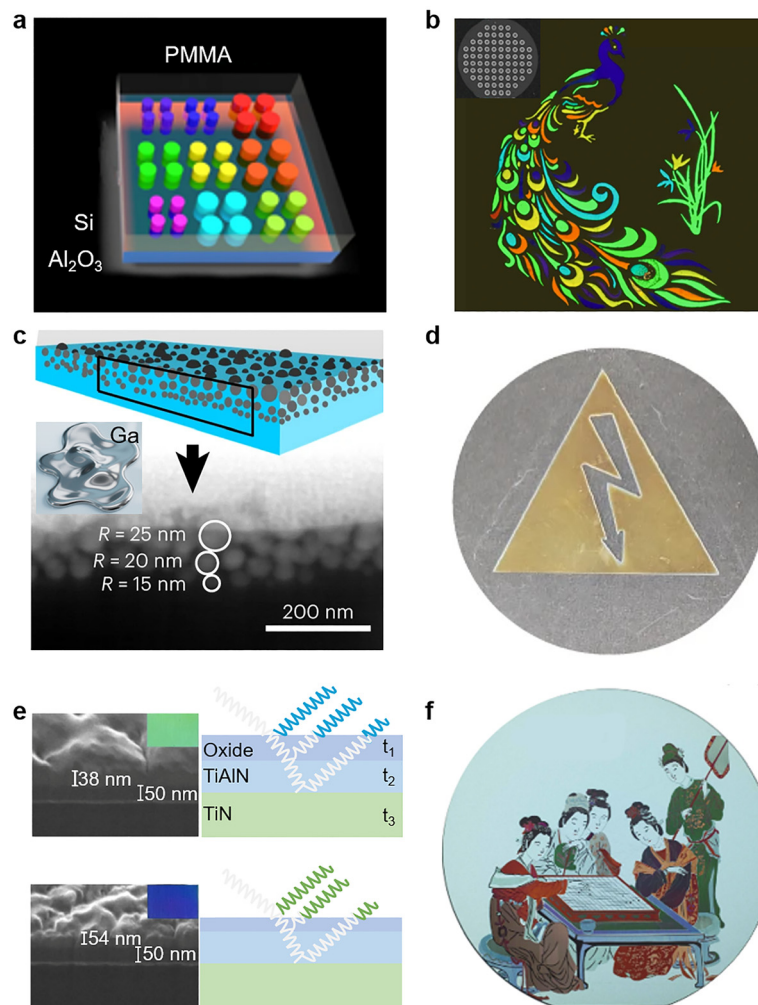 a
PMMA
Si
Al₂O₃
b
c
Ga
R = 25 nm
R = 20 nm
R = 15 nm
200 nm
d
e
38 nm
50 nm
Oxide
t₁
TiAlN
t₂
TiN
t₃
54 nm
50 nm
f